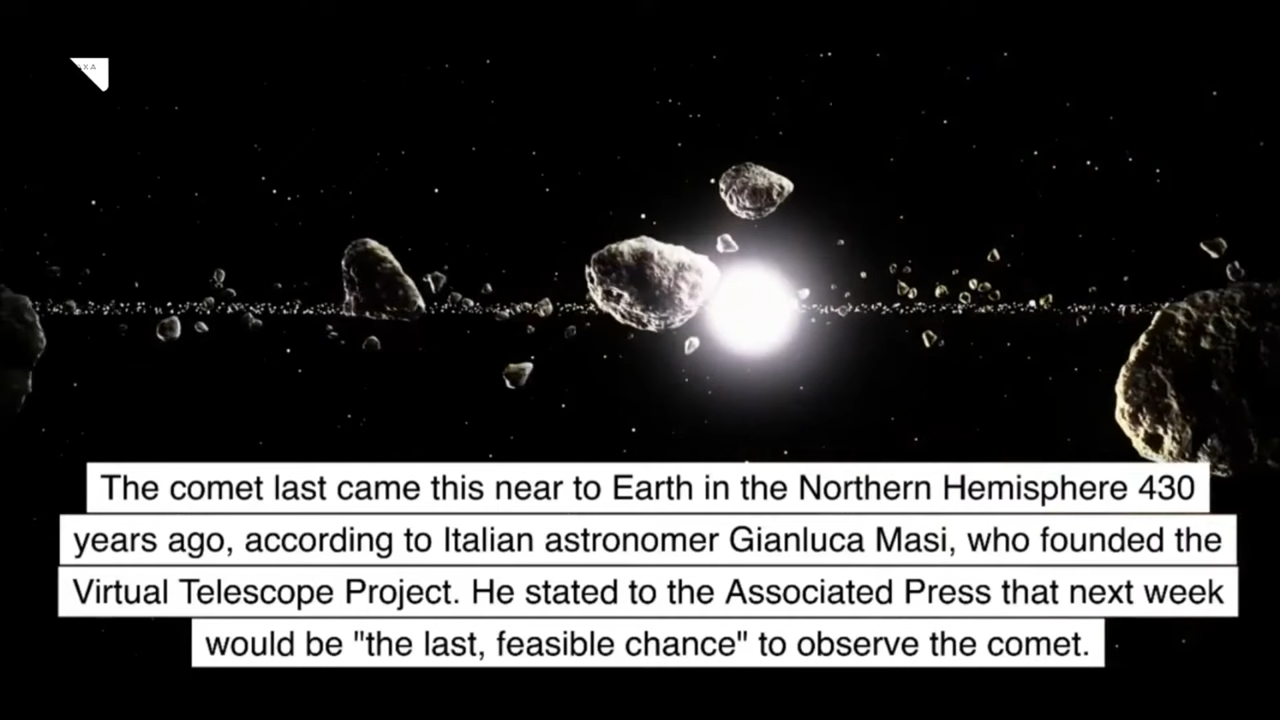 The comet last came this near to Earth in the Northern Hemisphere 430
years ago, according to Italian astronomer Gianluca Masi, who founded the
Virtual Telescope Project. He stated to the Associated Press that next week
would be "the last, feasible chance" to observe the comet.